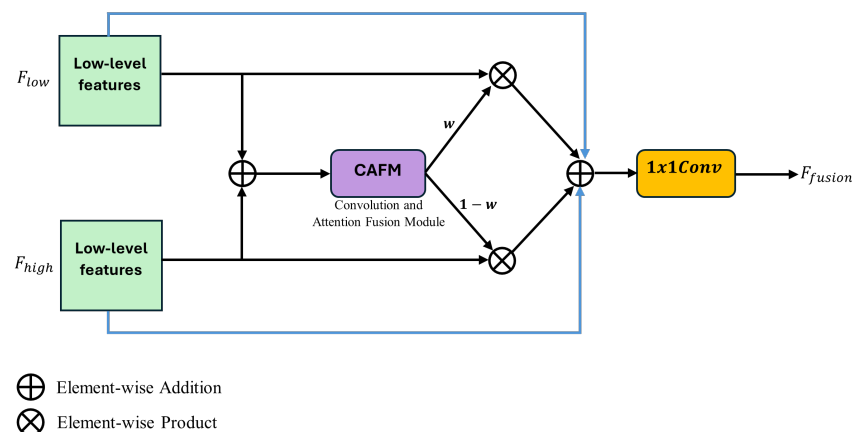 Low-level
features
F_low
w
CAFM
1x1Conv
F_fusion
Convolution and
Attention Fusion Module
1 − w
Low-level
features
F_high
Element-wise Addition
Element-wise Product